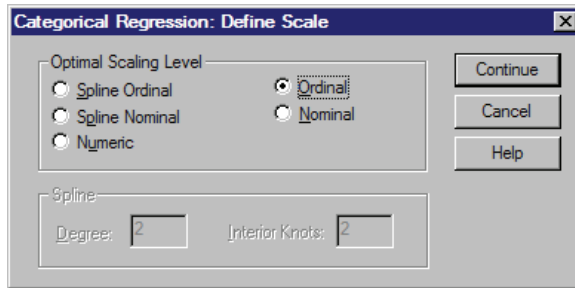 Categorical Regression: Define Scale
Optimal Scaling Level
Spline Ordinal
Ordinal
Spline Nominal
Nominal
Numeric
Continue
Cancel
Help
Spline
Degree: 2
Interior Knots: 2